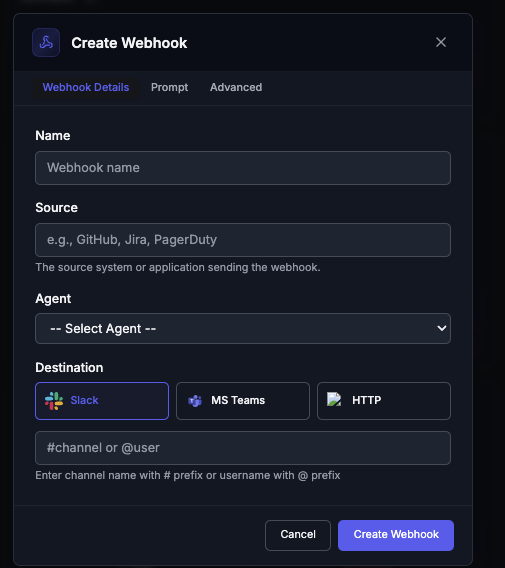 Create Webhook
Webhook Details Prompt Advanced
Name
Webhook name
Source
e.g., GitHub, Jira, PagerDuty
The source system or application sending the webhook.
Agent
-- Select Agent --
Destination
Slack MS Teams HTTP
#channel or @user
Enter channel name with # prefix or username with @ prefix
Cancel Create Webhook